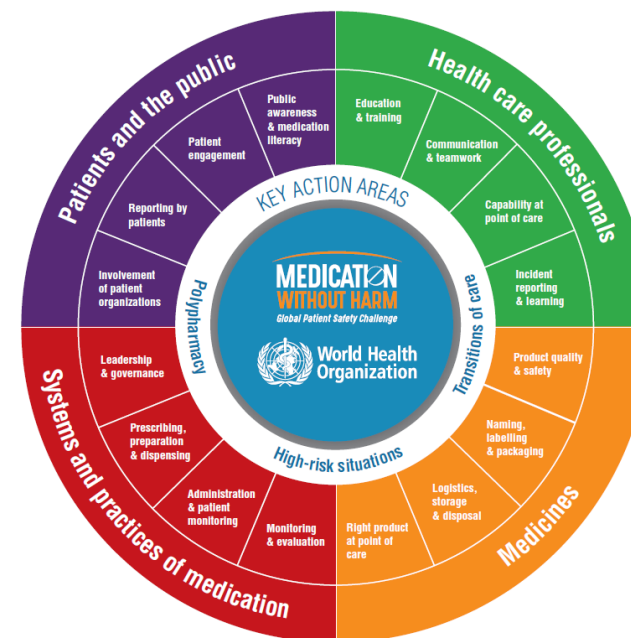 Patients and the public
Public
awareness
& medication
literacy
Patient
engagement
Reporting by
patients
Involvement
of patient
organizations
Health care professionals
Education
& training
Communication
& teamwork
Capability at
point of care
Incident
reporting
& learning
Medicines
Product quality
& safety
Naming,
labelling
& packaging
Logistics,
storage
& disposal
Right product
at point of
care
Systems and practices of medication
Leadership
& governance
Prescribing,
preparation
& dispensing
Administration
& patient
monitoring
Monitoring
& evaluation
KEY ACTION AREAS
Polypharmacy
Transitions of care
High-risk situations
MEDICATION
WITHOUT HARM
Global Patient Safety Challenge
World Health
Organization